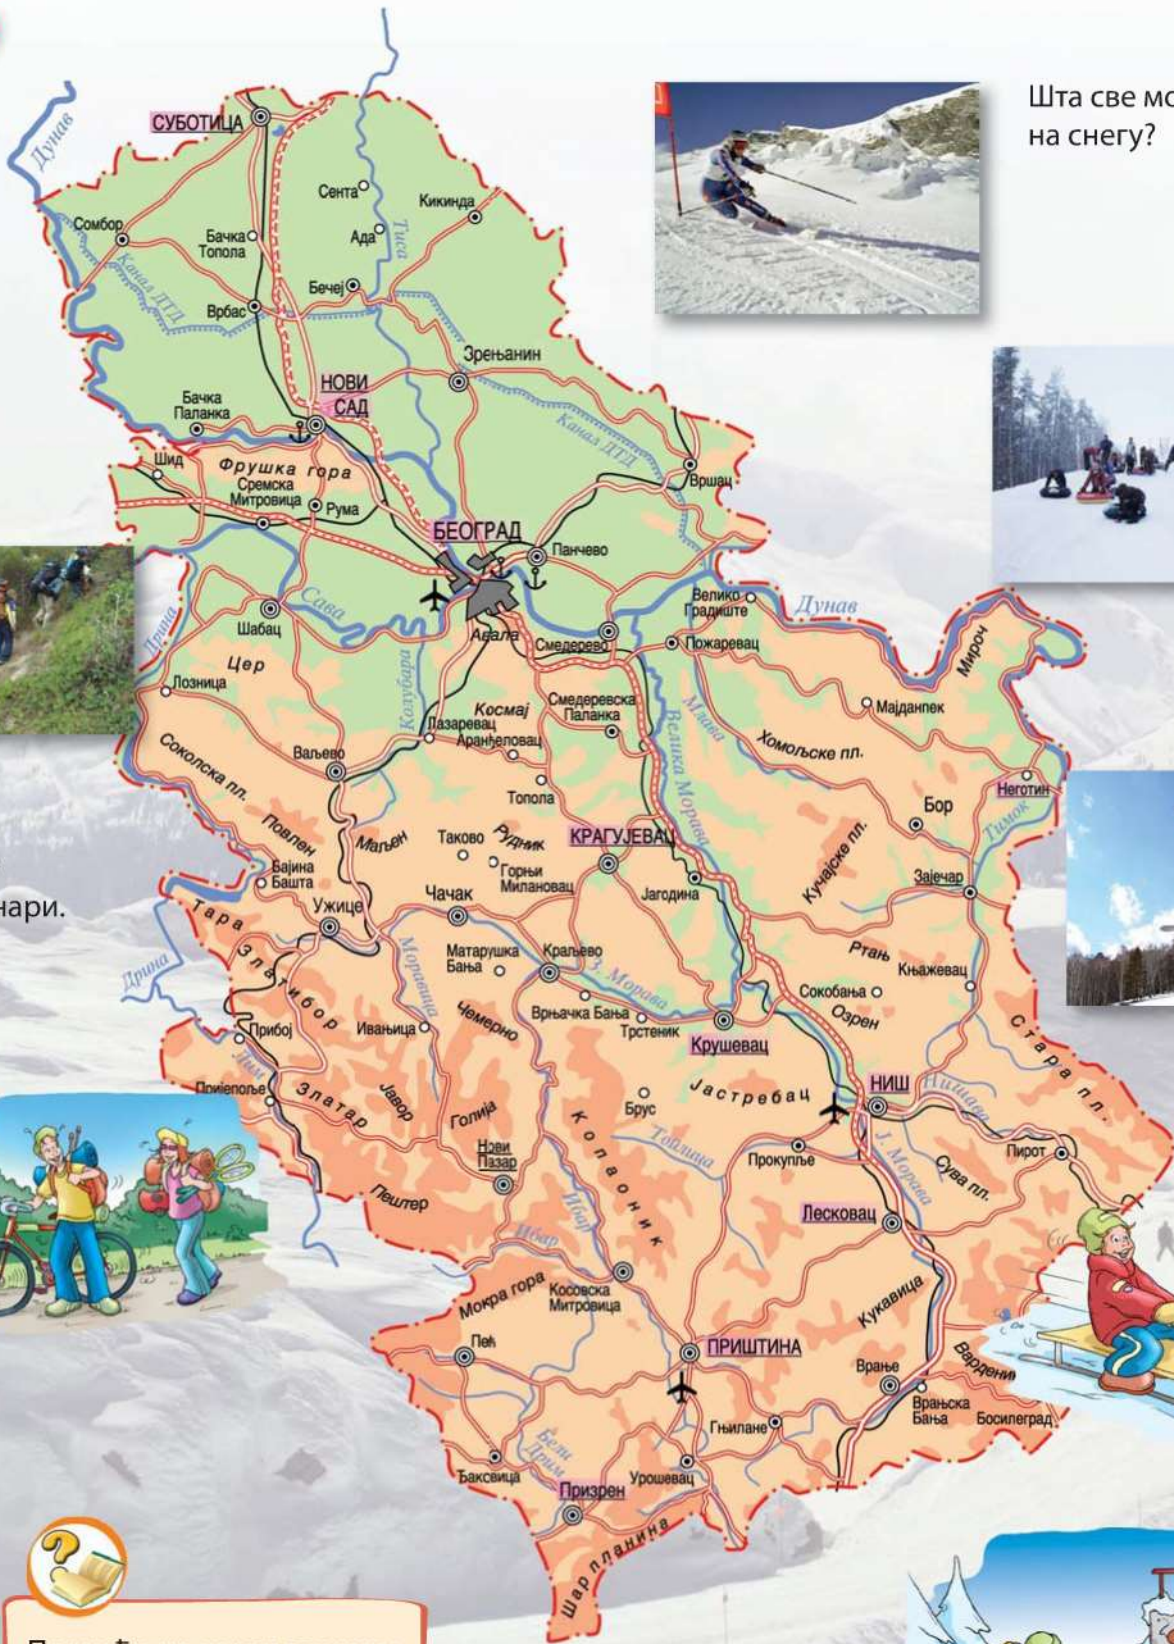 Шта све мо
на снегу?
СУБОТИЦА
Дунав
Сента
Кикинда
Сомбор
Бачка
Топола
Ада
Тиса
Канал ДТД
Бечеј
Врбас
Зрењанин
НОВИ
САД
Бачка
Паланка
Канал ДТД
Шид
Фрушка гора
Сремска
Митровица
Рума
Вршац
БЕОГРАД
Панчево
Велико
Градиште
Дунав
Сава
Дрина
Шабац
Авала
Смедерево
Пожаревац
Мироч
Цер
Лозница
Колубара
Космај
Смедеревска
Паланка
Млава
Мајданпек
Лазаревац
Аранђеловац
Велика Морава
Хомољске пл.
Соколска пл.
Ваљево
Неготин
Топола
Бор
Тимок
Повлен
Маљен
Таково
Рудник
КРАГУЈЕВАЦ
Кучајске пл.
Горњи
Милановац
Бајина
Башта
Јагодина
Зајечар
нари.
Чачак
Ужице
Тара
Матарушка
Бања
Краљево
Ртањ
Књажевац
Златибор
Моравица
З. Морава
Дрина
Сокобања
Чемерно
Врњачка Бања
Трстеник
Озрен
Ивањица
Крушевац
Стара пл.
Прибој
Лим
Пријепоље
Златар
Јавор
Голија
Брус
Јастребац
НИШ
Нишава
Копаоник
Топлица
Нови
Пазар
Прокупље
Ј. Морава
Сува пл.
Пирот
Пештер
Ибар
Ибар
Лесковац
Мокра гора
Косовска
Митровица
Кукавица
Пећ
ПРИШТИНА
Варденик
Врање
Врањска
Бања
Босилеград
Гњилане
Бели
Дрим
Ђаковица
Урошевац
Призрен
Шар планина